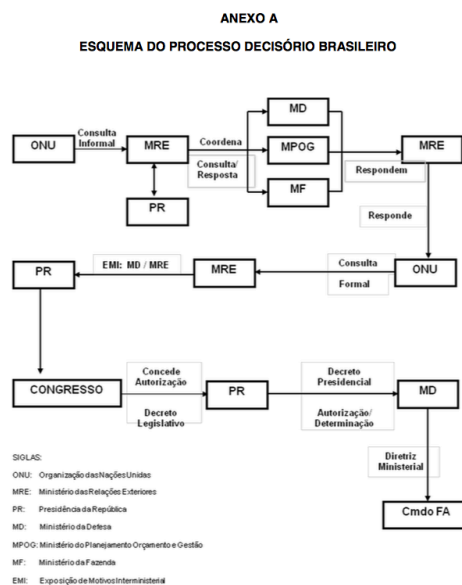 ANEXO A
ESQUEMA DO PROCESSO DECISÓRIO BRASILEIRO
ONU
Consulta
Informal
MRE
PR
Coordena
Consulta/
Resposta
MD
MPOG
MF
Respondem
MRE
Responde
ONU
Consulta
Formal
MRE
EMI: MD / MRE
PR
CONGRESSO
Concede
Autorização
Decreto
Legislativo
PR
Decreto
Presidencial
Autorização/
Determinação
MD
Diretriz
Ministerial
Cmdo FA
SIGLAS:
ONU: Organização das Nações Unidas
MRE: Ministério das Relações Exteriores
PR: Presidência da República
MD: Ministério da Defesa
MPOG: Ministério do Planejamento Orçamento e Gestão
MF: Ministério da Fazenda
EMI: Exposição de Motivos Interministerial